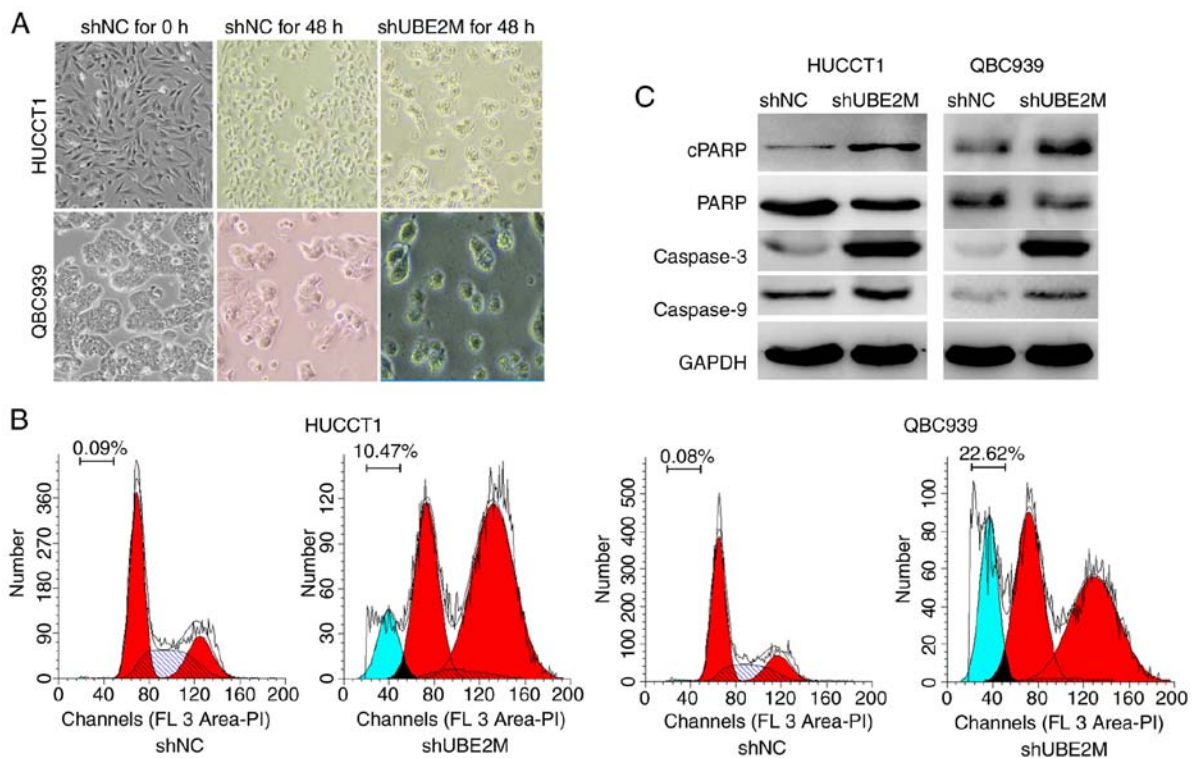 A
shNC for 0 h shNC for 48 h shUBE2M for 48 h
HUCCT1
QBC939
C
HUCCT1 QBC939
shNC shUBE2M shNC shUBE2M
cPARP
PARP
Caspase-3
Caspase-9
GAPDH
B
HUCCT1
0.09%
Number
360
270
180
90
0
0 40 80 120 160 200
Channels (FL 3 Area-PI)
shNC
10.47%
Number
120
90
60
30
0
0 40 80 120 160 200
Channels (FL 3 Area-PI)
shUBE2M
QBC939
0.08%
Number
500
400
300
200
100
0
0 40 80 120 160 200
Channels (FL 3 Area-PI)
shNC
22.62%
Number
100
80
60
40
20
0
0 40 80 120 160 200
Channels (FL 3 Area-PI)
shUBE2M